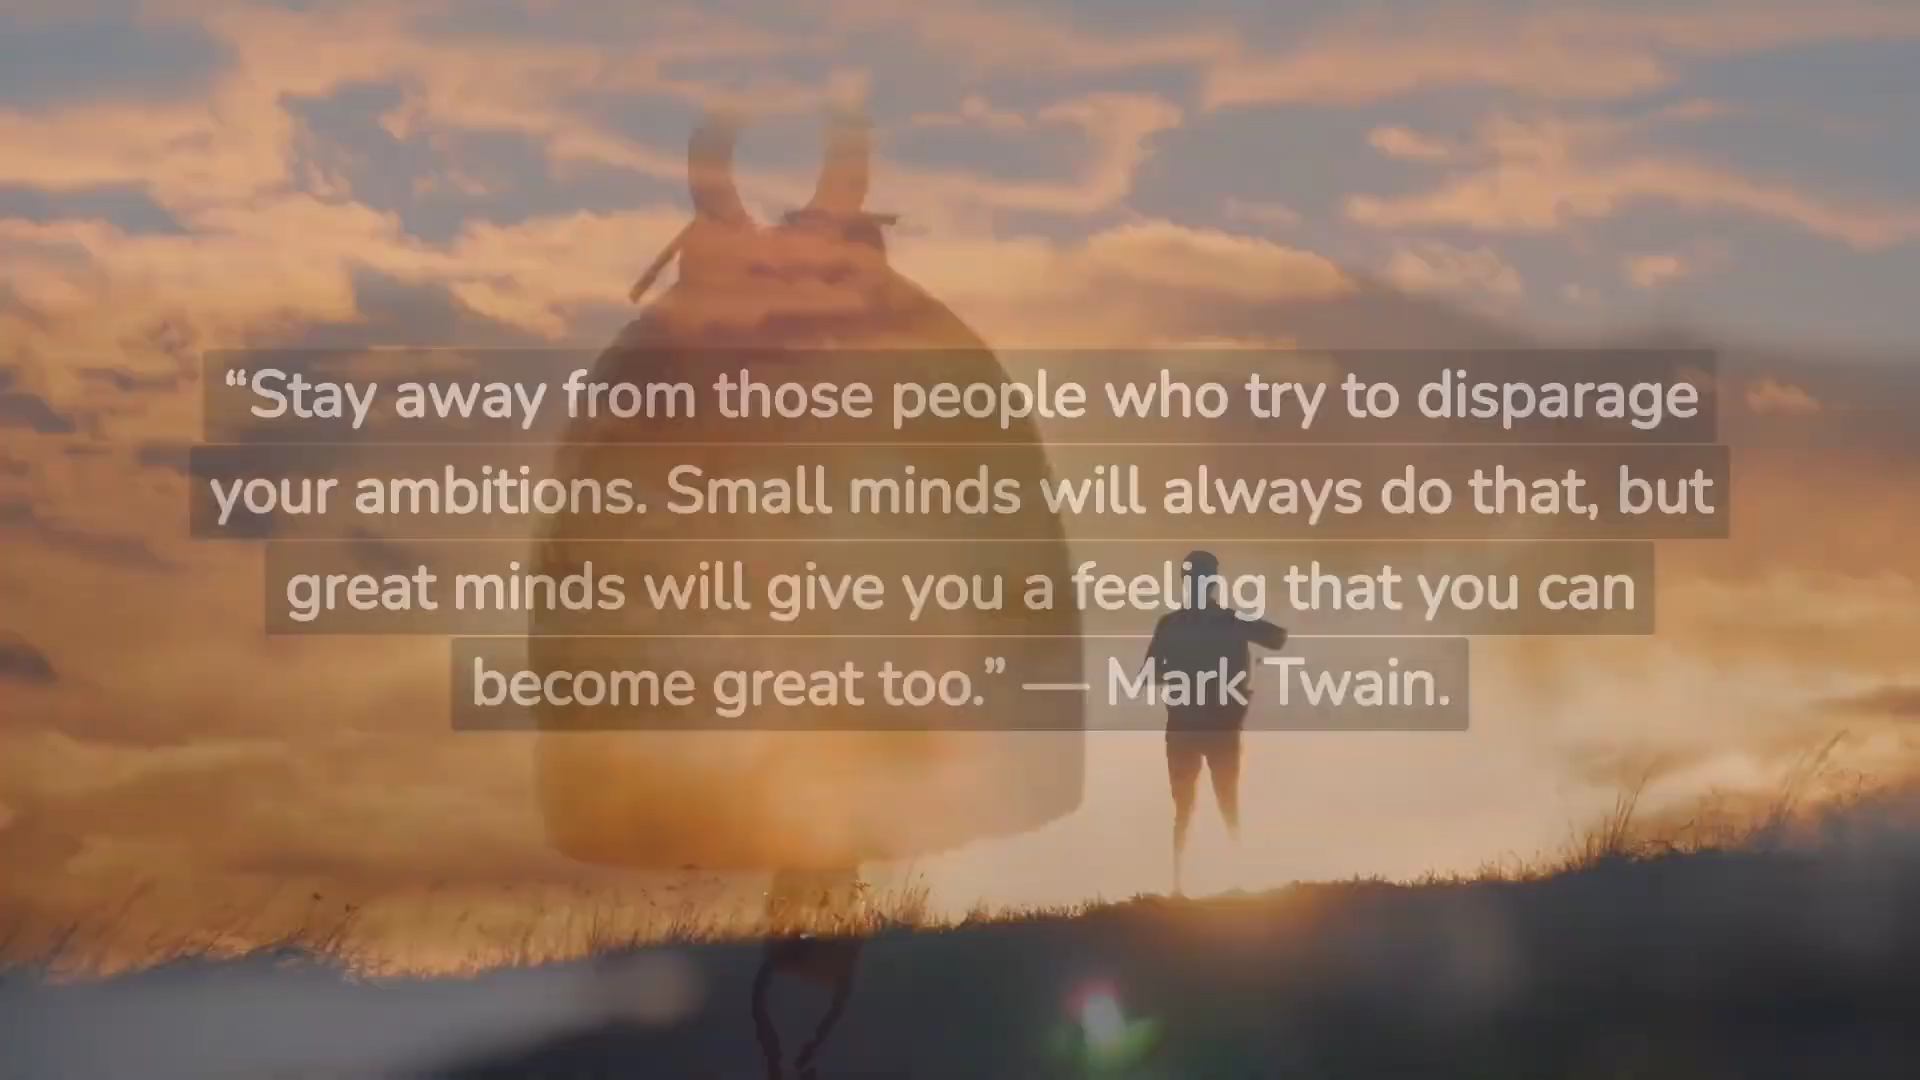 “Stay away from those people who try to disparage
your ambitions. Small minds will always do that, but
great minds will give you a feeling that you can
become great too.” — Mark Twain.